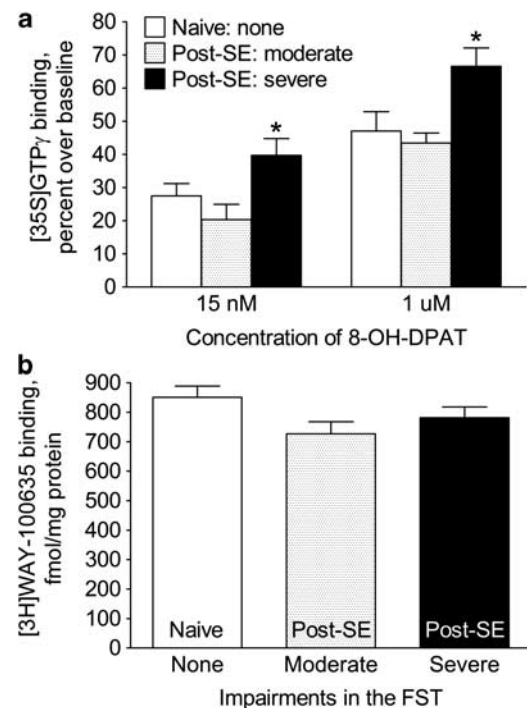 a
[35S]GTPγ binding,
percent over baseline
80
70
60
50
40
30
20
10
0
Naive: none
Post-SE: moderate
Post-SE: severe
*
*
15 nM
1 uM
Concentration of 8-OH-DPAT
b
[3H]WAY-100635 binding,
fmol/mg protein
900
800
700
600
500
400
300
200
100
0
Naive
Post-SE
Post-SE
None
Moderate
Severe
Impairments in the FST